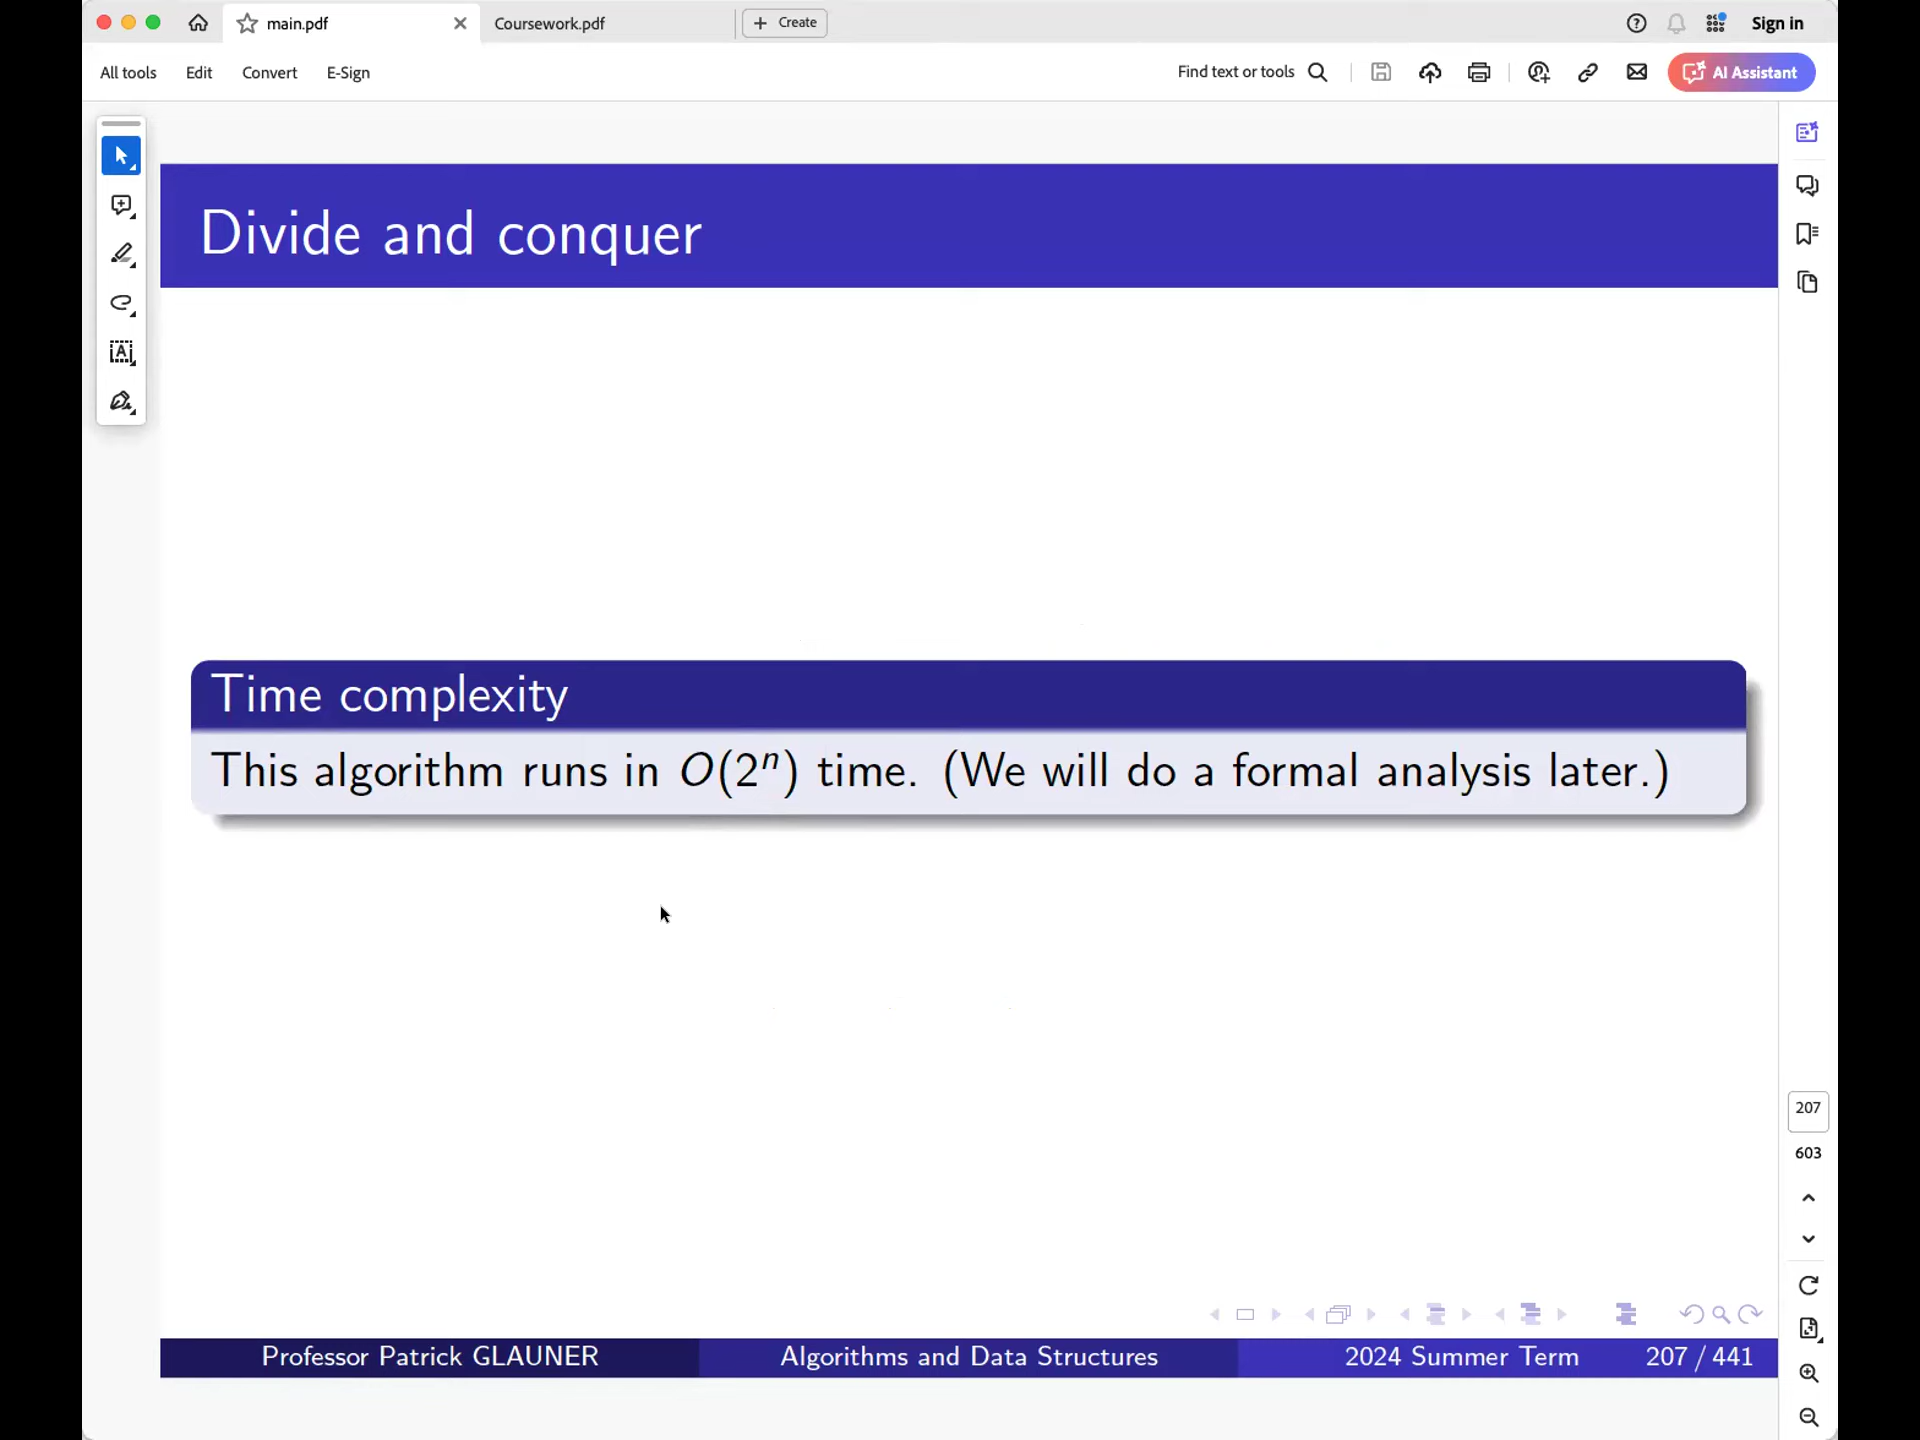 main.pdf
Coursework.pdf
Create
Sign in
All tools
Edit
Convert
E-Sign
Find text or tools
AI Assistant
Divide and conquer
Time complexity
This algorithm runs in O(2ⁿ) time. (We will do a formal analysis later.)
207
603
Professor Patrick GLAUNER
Algorithms and Data Structures
2024 Summer Term
207 / 441